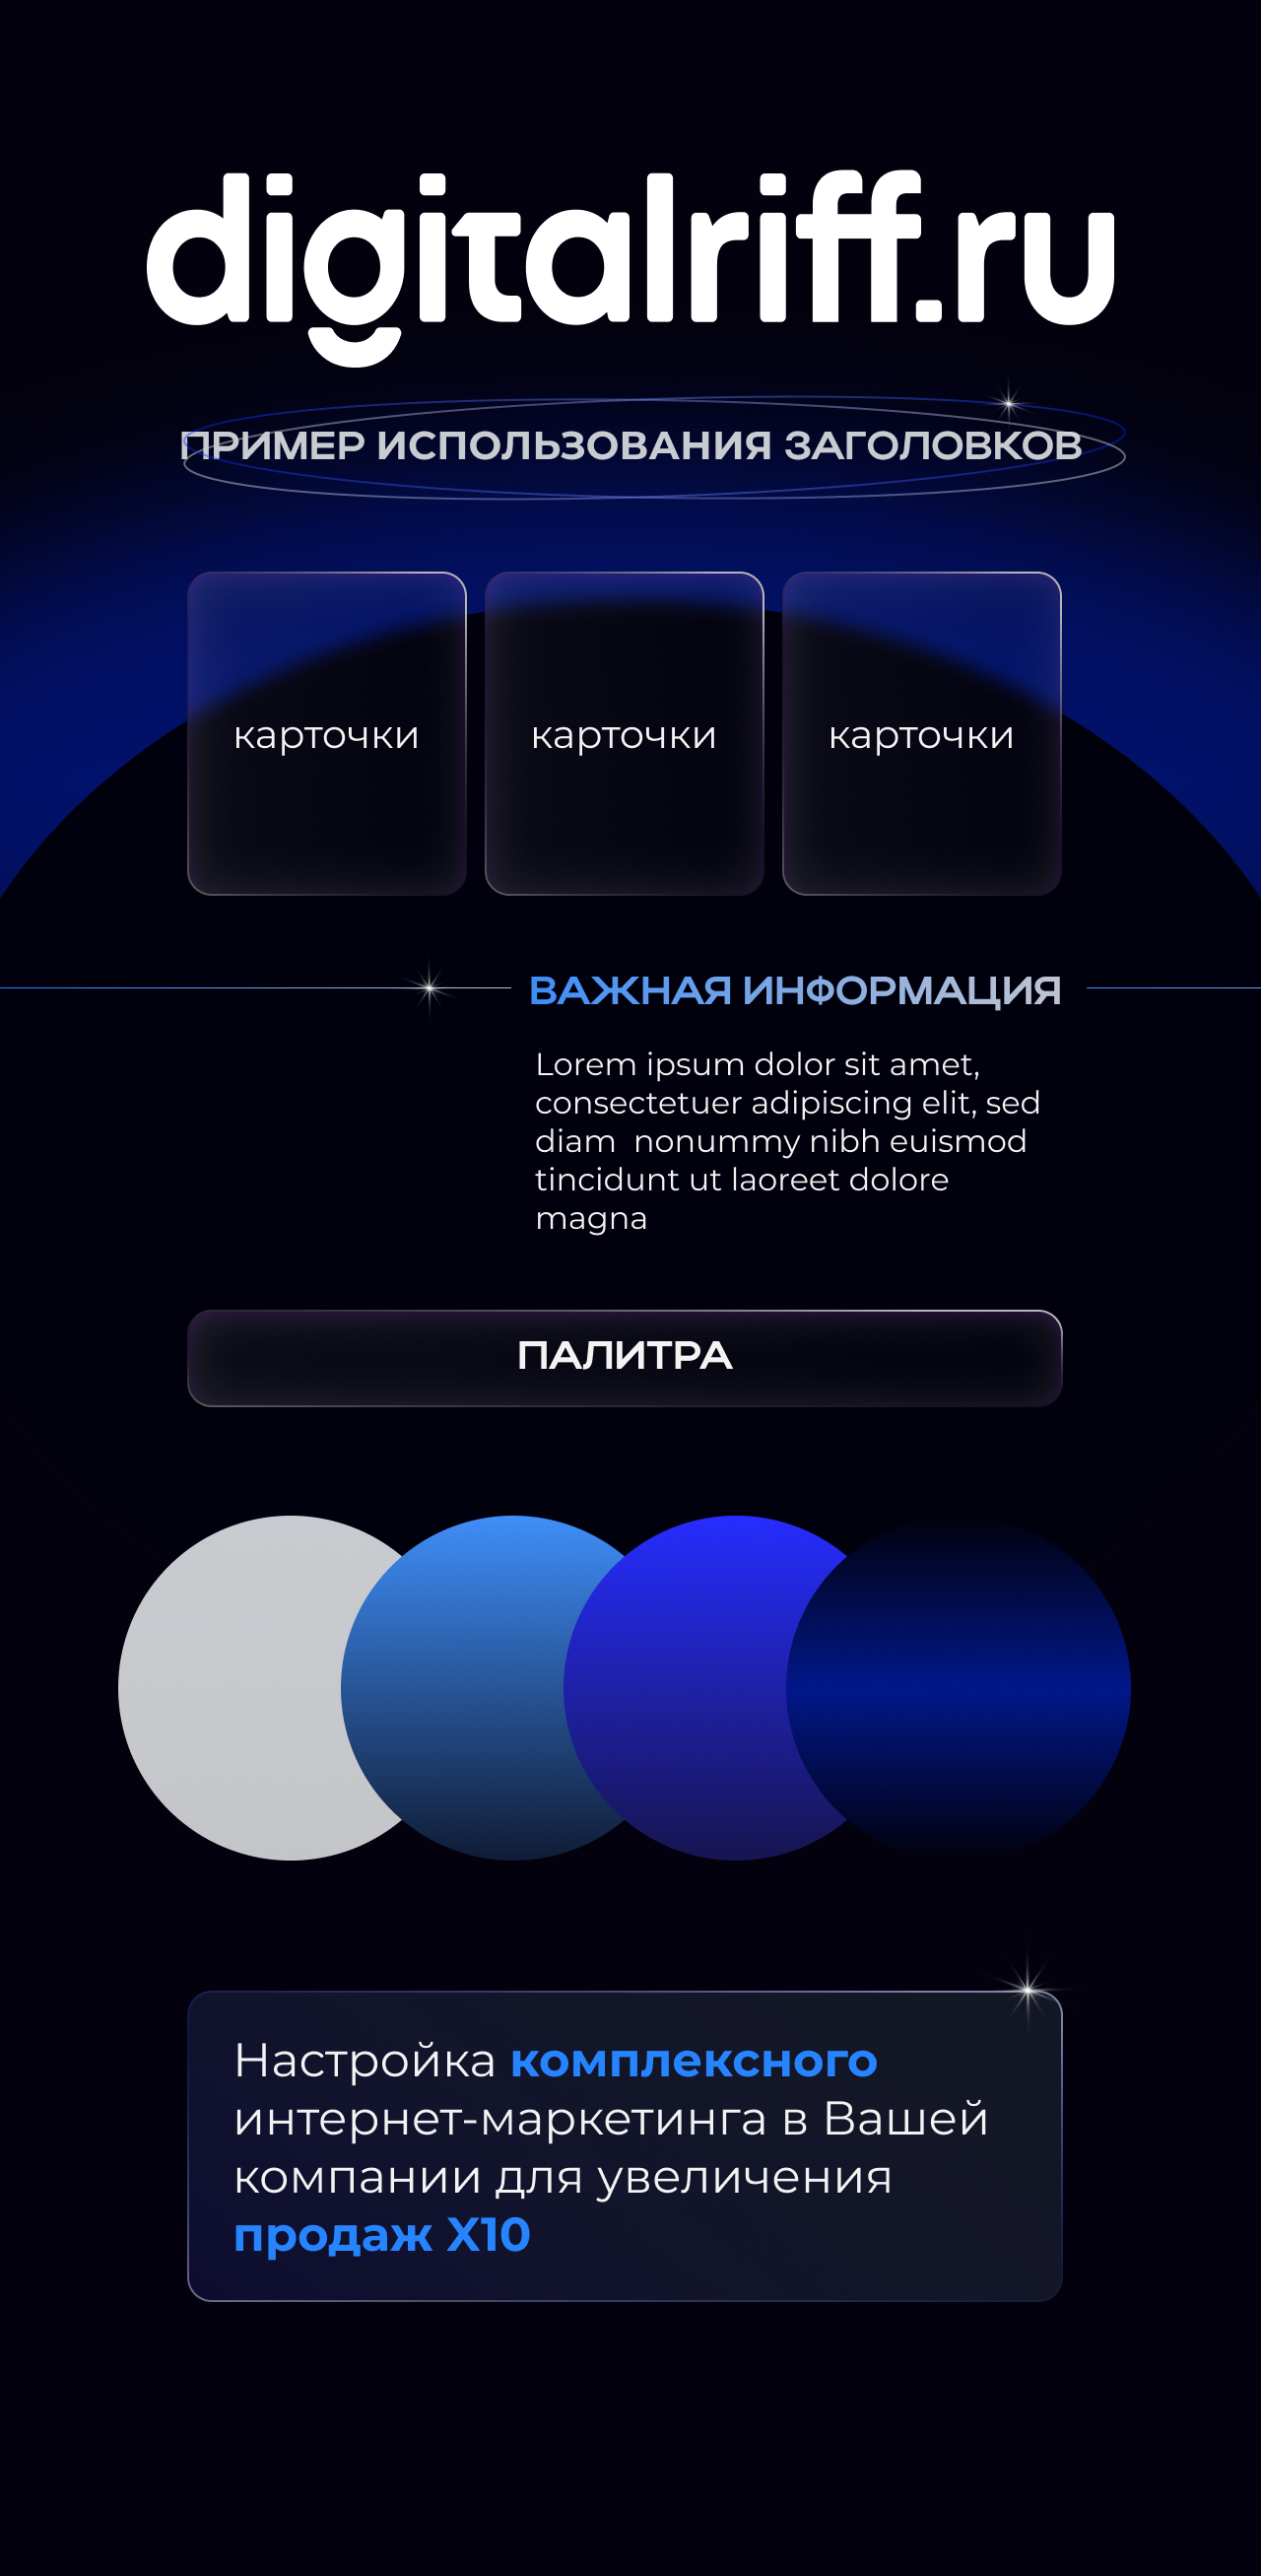 digitalriff.ru
ПРИМЕР ИСПОЛЬЗОВАНИЯ ЗАГОЛОВКОВ
карточки
карточки
карточки
ВАЖНАЯ ИНФОРМАЦИЯ
Lorem ipsum dolor sit amet,
consectetuer adipiscing elit, sed
diam nonummy nibh euismod
tincidunt ut laoreet dolore
magna
ПАЛИТРА
Настройка комплексного
интернет-маркетинга в Вашей
компании для увеличения
продаж X10